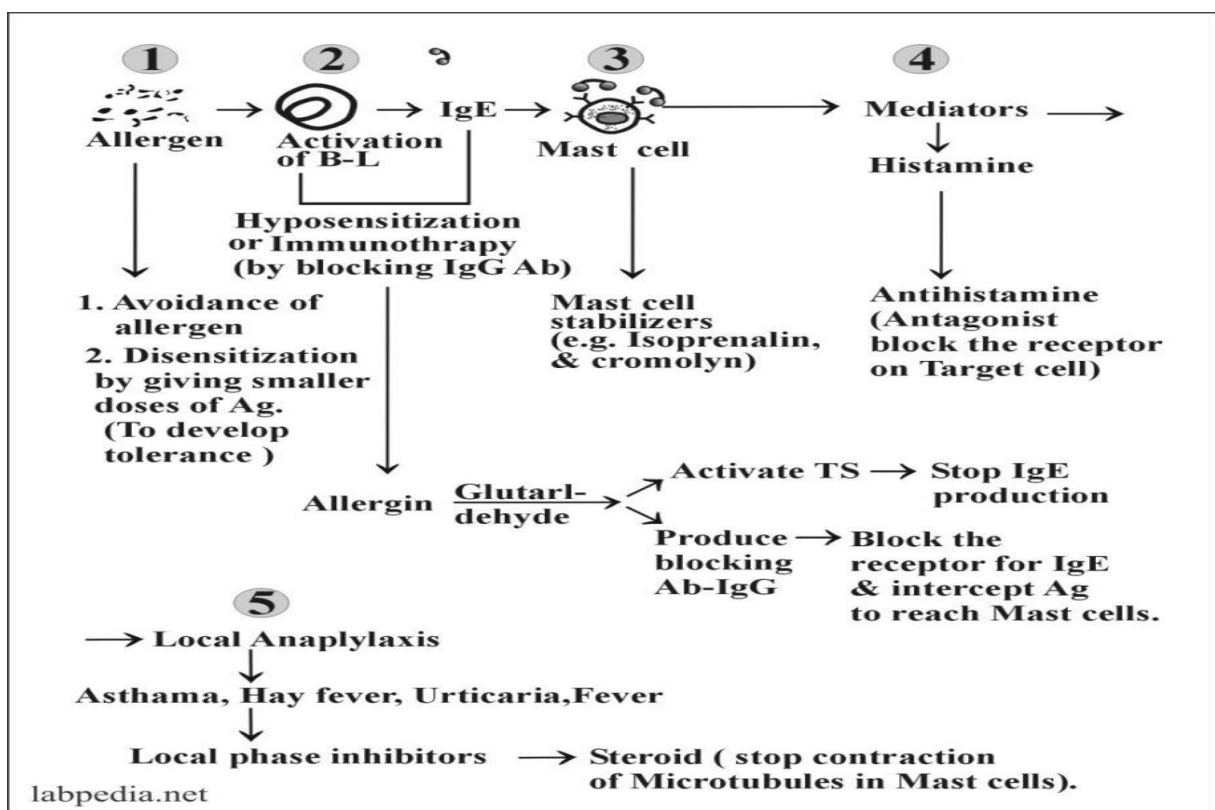 1
2
3
4
Allergen
Activation
of B-L
IgE
Mast cell
Mediators
Histamine
Hyposensitization
or Immunothrapy
(by blocking IgG Ab)
1. Avoidance of
allergen
2. Disensitization
by giving smaller
doses of Ag.
(To develop
tolerance )
Mast cell
stabilizers
(e.g. Isoprenalin,
& cromolyn)
Antihistamine
(Antagonist
block the receptor
on Target cell)
Allergin
Glutarl-
dehyde
Activate TS
Stop IgE
production
Produce
blocking
Ab-IgG
Block the
receptor for IgE
& intercept Ag
to reach Mast cells.
5
Local Anaplylaxis
Asthama, Hay fever, Urticaria,Fever
Local phase inhibitors
Steroid ( stop contraction
of Microtubules in Mast cells).
labpedia.net